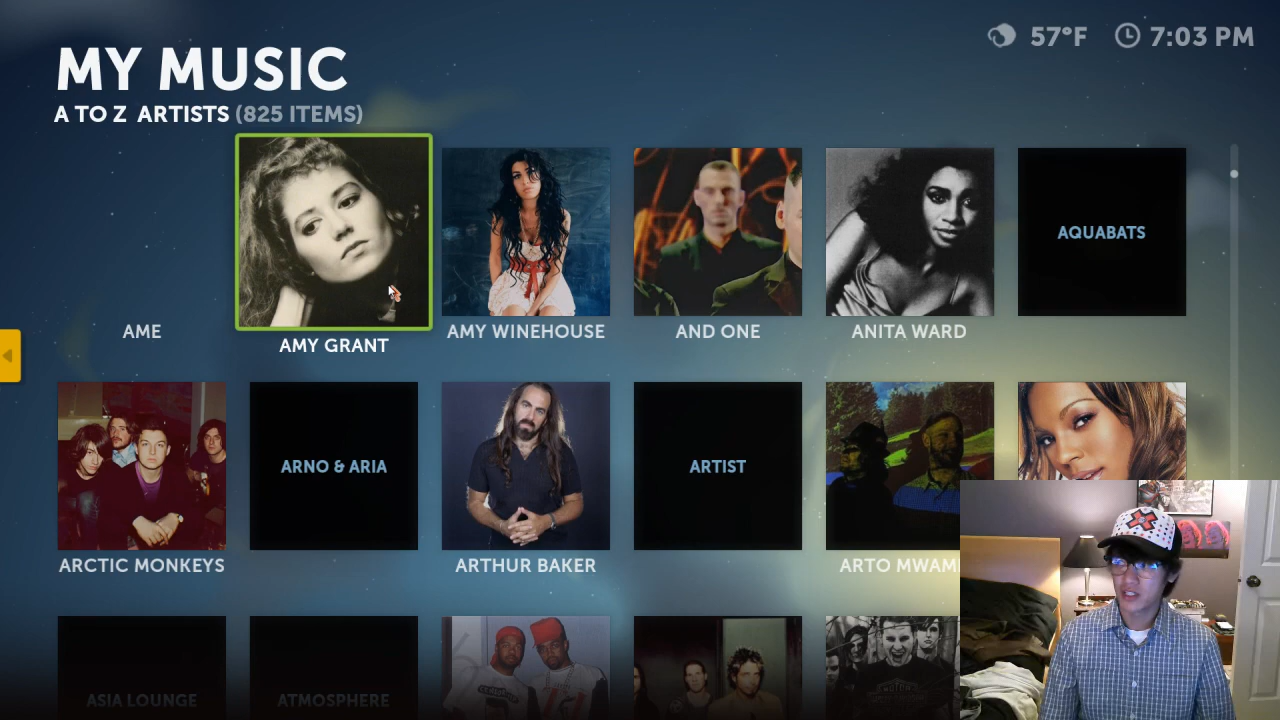 MY MUSIC
A TO Z ARTISTS (825 ITEMS)
57°F
7:03 PM
AME
AMY GRANT
AMY WINEHOUSE
AND ONE
ANITA WARD
AQUABATS
ARCTIC MONKEYS
ARNO & ARIA
ARTHUR BAKER
ARTIST
ARTO MWAM
ASIA LOUNGE
ATMOSPHERE